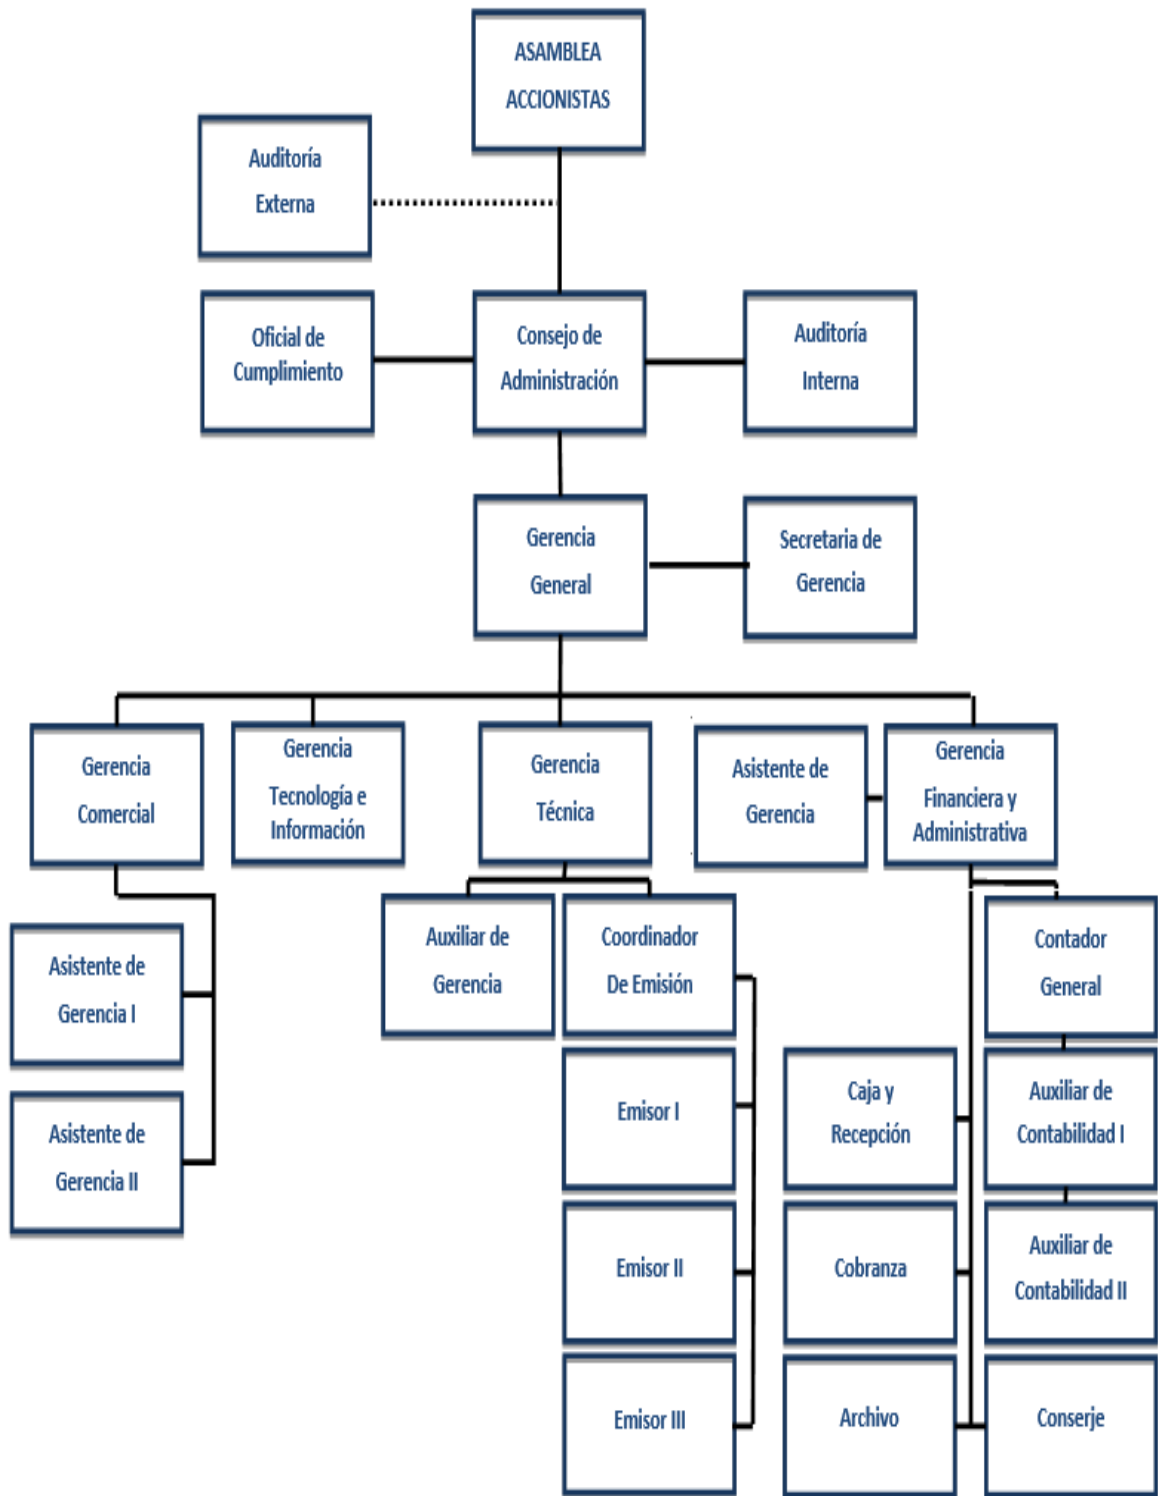 ASAMBLEA
ACCIONISTAS
Auditoría
Externa
Oficial de
Cumplimiento
Consejo de
Administración
Auditoría
Interna
Gerencia
General
Secretaria de
Gerencia
Gerencia
Comercial
Gerencia
Tecnología e
Información
Gerencia
Técnica
Asistente de
Gerencia
Gerencia
Financiera y
Administrativa
Asistente de
Gerencia I
Asistente de
Gerencia II
Auxiliar de
Gerencia
Coordinador
De Emisión
Emisor I
Emisor II
Emisor III
Caja y
Recepción
Cobranza
Archivo
Contador
General
Auxiliar de
Contabilidad I
Auxiliar de
Contabilidad II
Conserje